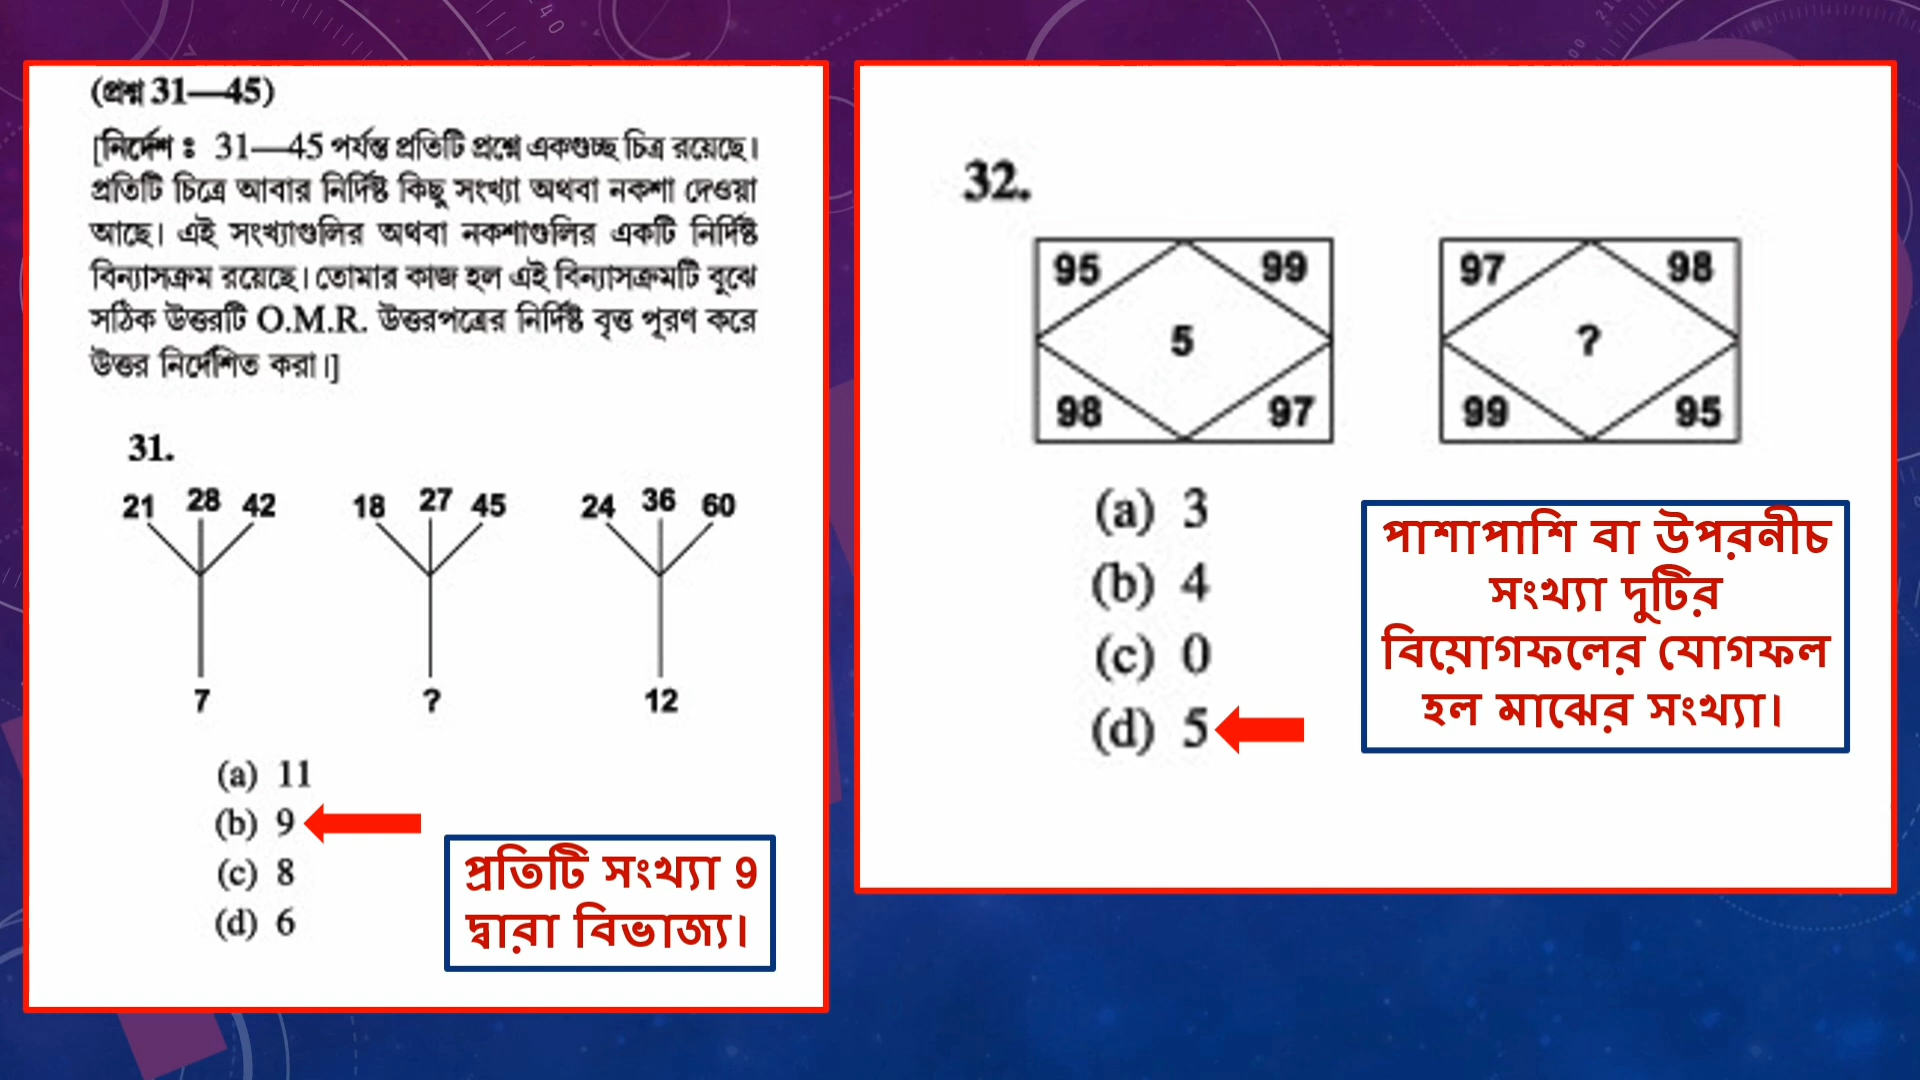 (প্রশ্ন 31—45)
[নির্দেশ ঃ 31—45 পর্যন্ত প্রতিটি প্রশ্নে একগুচ্ছ চিত্র রয়েছে।
প্রতিটি চিত্রে আবার নির্দিষ্ট কিছু সংখ্যা অথবা নকশা দেওয়া
আছে। এই সংখ্যাগুলির অথবা নকশাগুলির একটি নির্দিষ্ট
বিন্যাসক্রম রয়েছে। তোমার কাজ হল এই বিন্যাসক্রমটি বুঝে
সঠিক উত্তরটি O.M.R. উত্তরপত্রের নির্দিষ্ট বৃত্ত পূরণ করে
উত্তর নির্দেশিত করা।]
31.
21 28 42 18 27 45 24 36 60
7 ? 12
(a) 11
(b) 9
(c) 8
(d) 6
প্রতিটি সংখ্যা 9
দ্বারা বিভাজ্য।
32.
95 99 97 98
5 ?
98 97 99 95
(a) 3
(b) 4
(c) 0
(d) 5
পাশাপাশি বা উপরনীচ
সংখ্যা দুটির
বিয়োগফলের যোগফল
হল মাঝের সংখ্যা।